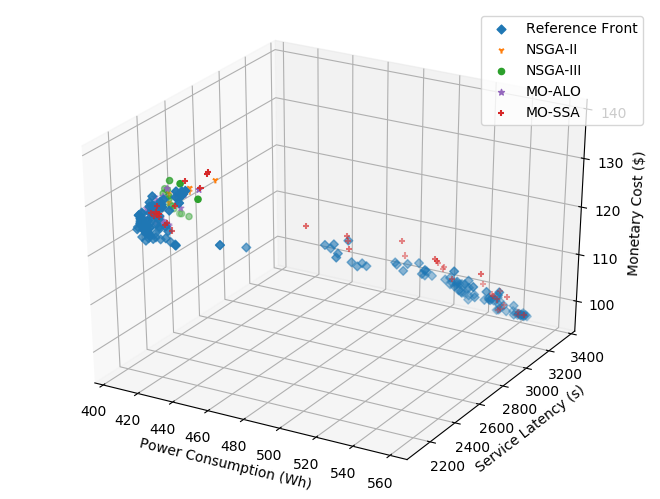 Reference Front
NSGA-II
NSGA-III
MO-ALO
MO-SSA
140
130
120
110
100
Monetary Cost ($)
400
420
440
460
480
500
520
540
560
Power Consumption (Wh)
2200
2400
2600
2800
3000
3200
3400
Service Latency (s)